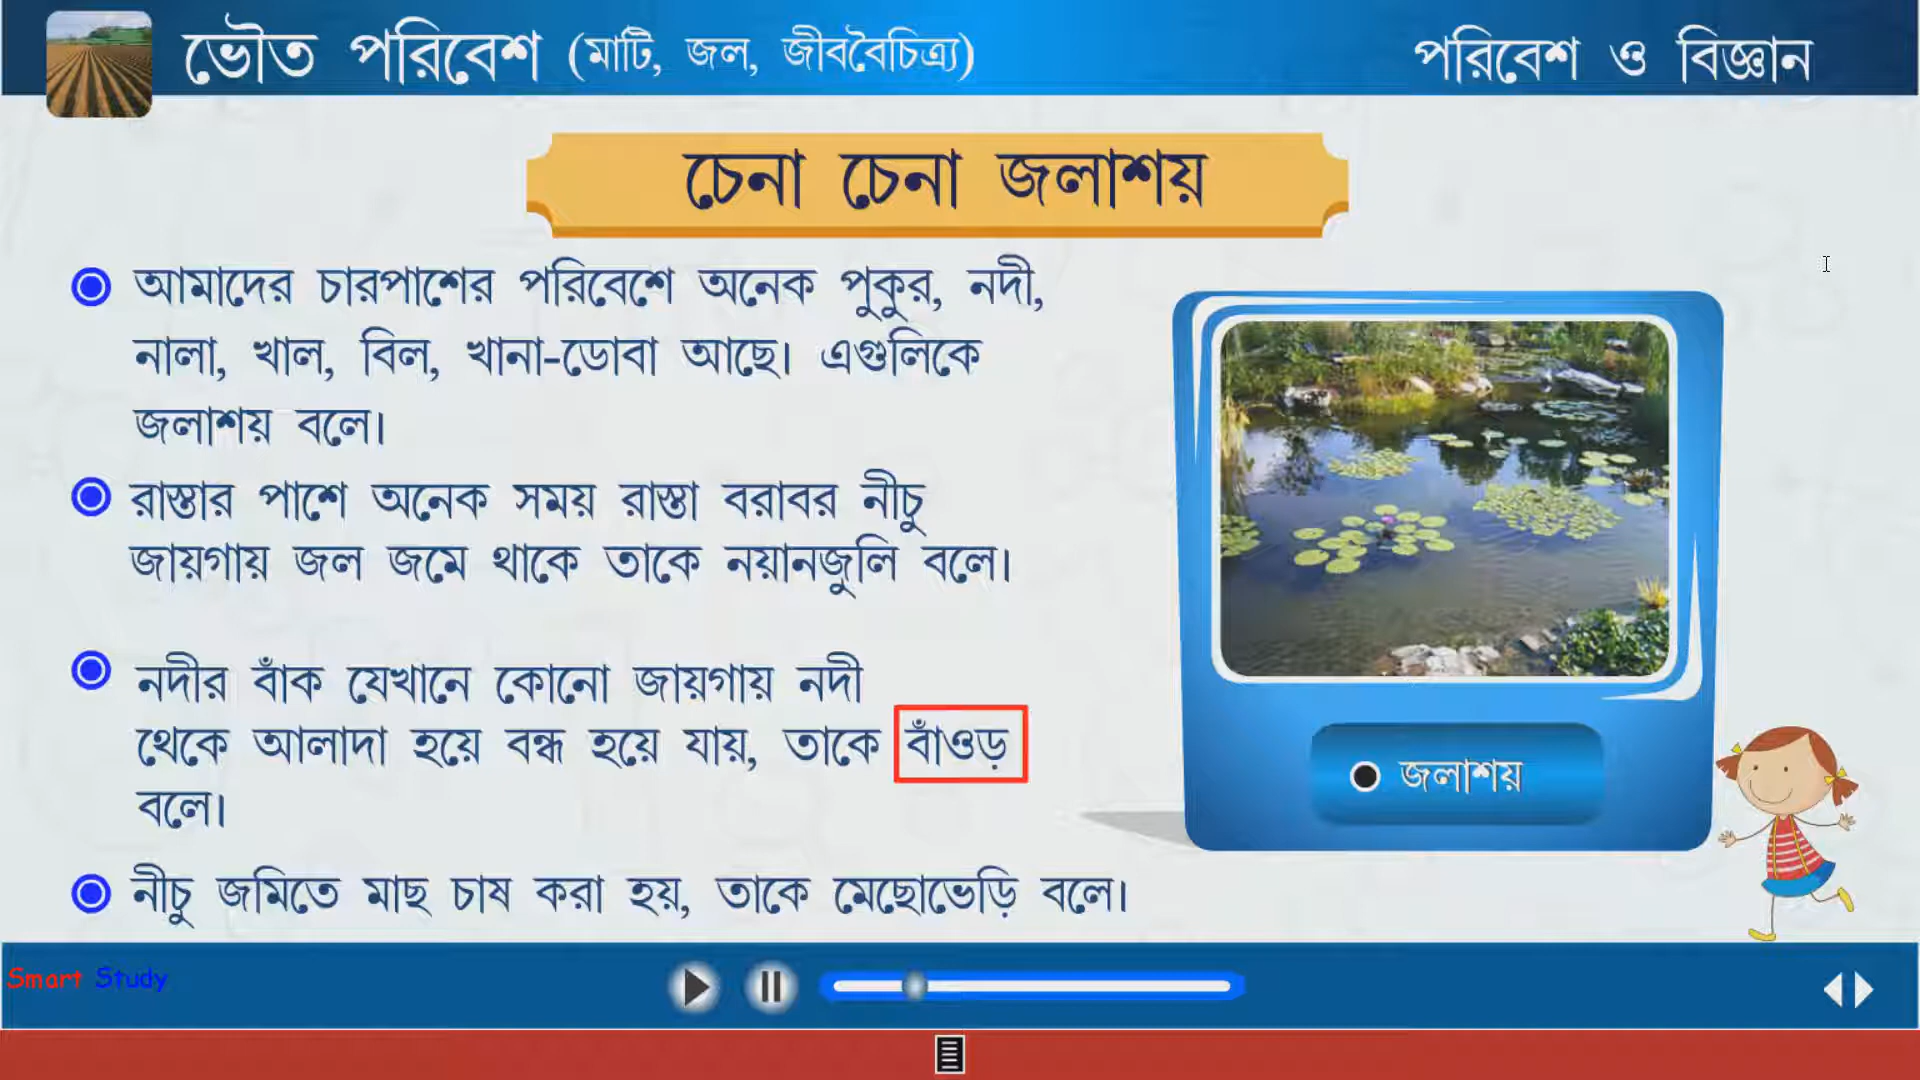 ভৌত পরিবেশ (মাটি, জল, জীববৈচিত্র্য)
পরিবেশ ও বিজ্ঞান
চেনা চেনা জলাশয়
আমাদের চারপাশের পরিবেশে অনেক পুকুর, নদী,
নালা, খাল, বিল, খানা-ডোবা আছে। এগুলিকে
জলাশয় বলে।
রাস্তার পাশে অনেক সময় রাস্তা বরাবর নীচু
জায়গায় জল জমে থাকে তাকে নয়ানজুলি বলে।
নদীর বাঁক যেখানে কোনো জায়গায় নদী
থেকে আলাদা হয়ে বন্ধ হয়ে যায়, তাকে বাঁওড়
বলে।
নীচু জমিতে মাছ চাষ করা হয়, তাকে মেছোভেড়ি বলে।
জলাশয়
Smart Study